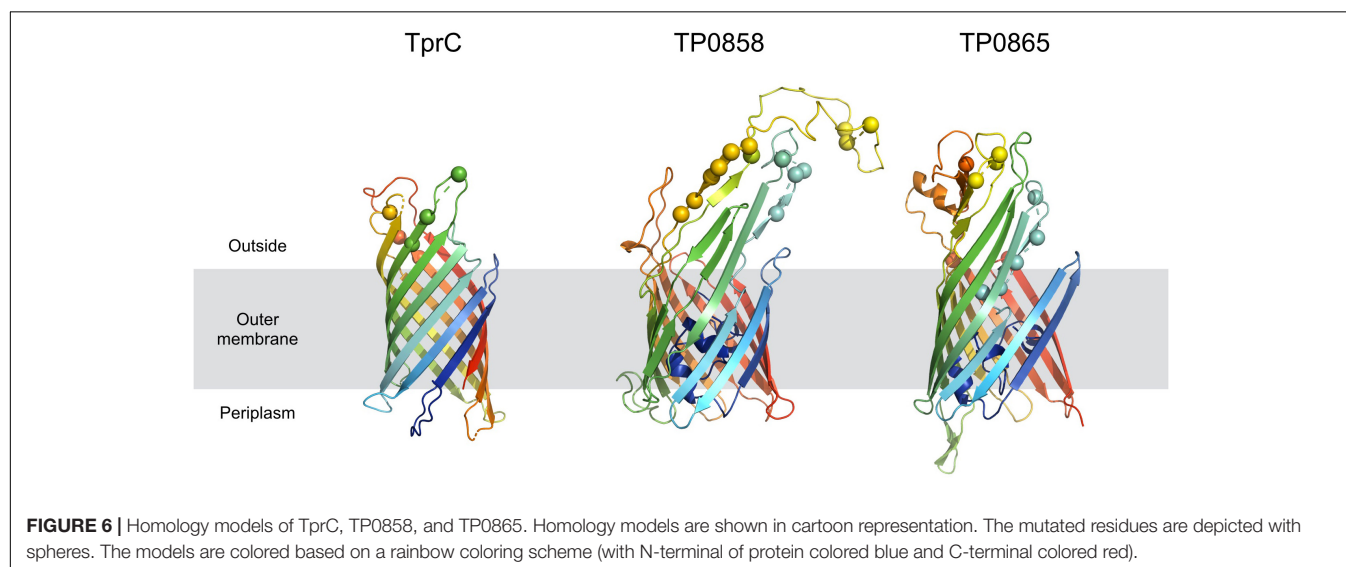 TprC TP0858 TP0865
Outside
Outer
membrane
Periplasm
FIGURE 6 | Homology models of TprC, TP0858, and TP0865. Homology models are shown in cartoon representation. The mutated residues are depicted with
spheres. The models are colored based on a rainbow coloring scheme (with N-terminal of protein colored blue and C-terminal colored red).